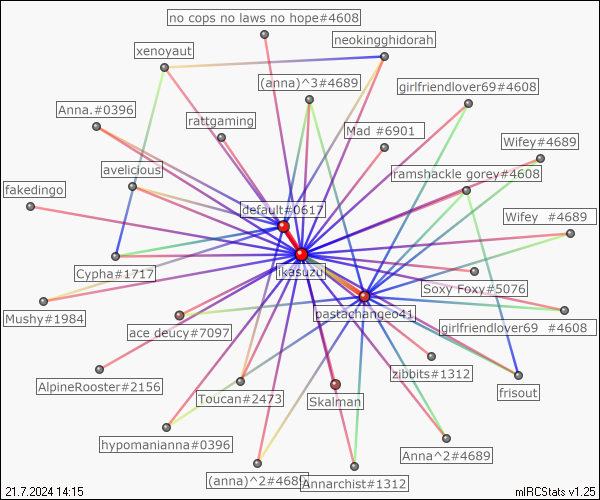 no cops no laws no hope#4608
neokingghidorah
xenoyaut
(anna)^3#4689
girlfriendlover69#4608
Anna.#0396
rattgaming
Mad #6901
Wifey#4689
avelicious
ramshackle gorey#4608
fakedingo
default#0617
Wifey #4689
Cypha#1717
ikasuzu
Soxy Foxy#5076
Mushy#1984
ace deucy#7097
pastachangeo41
girlfriendlover69 #4608
zibbits#1312
AlpineRooster#2156
Toucan#2473
Skalman
frisout
hypomanianna#0396
Anna^2#4689
(anna)^2#4689
Annarchist#1312
21.7.2024 14:15
mIRCStats v1.25